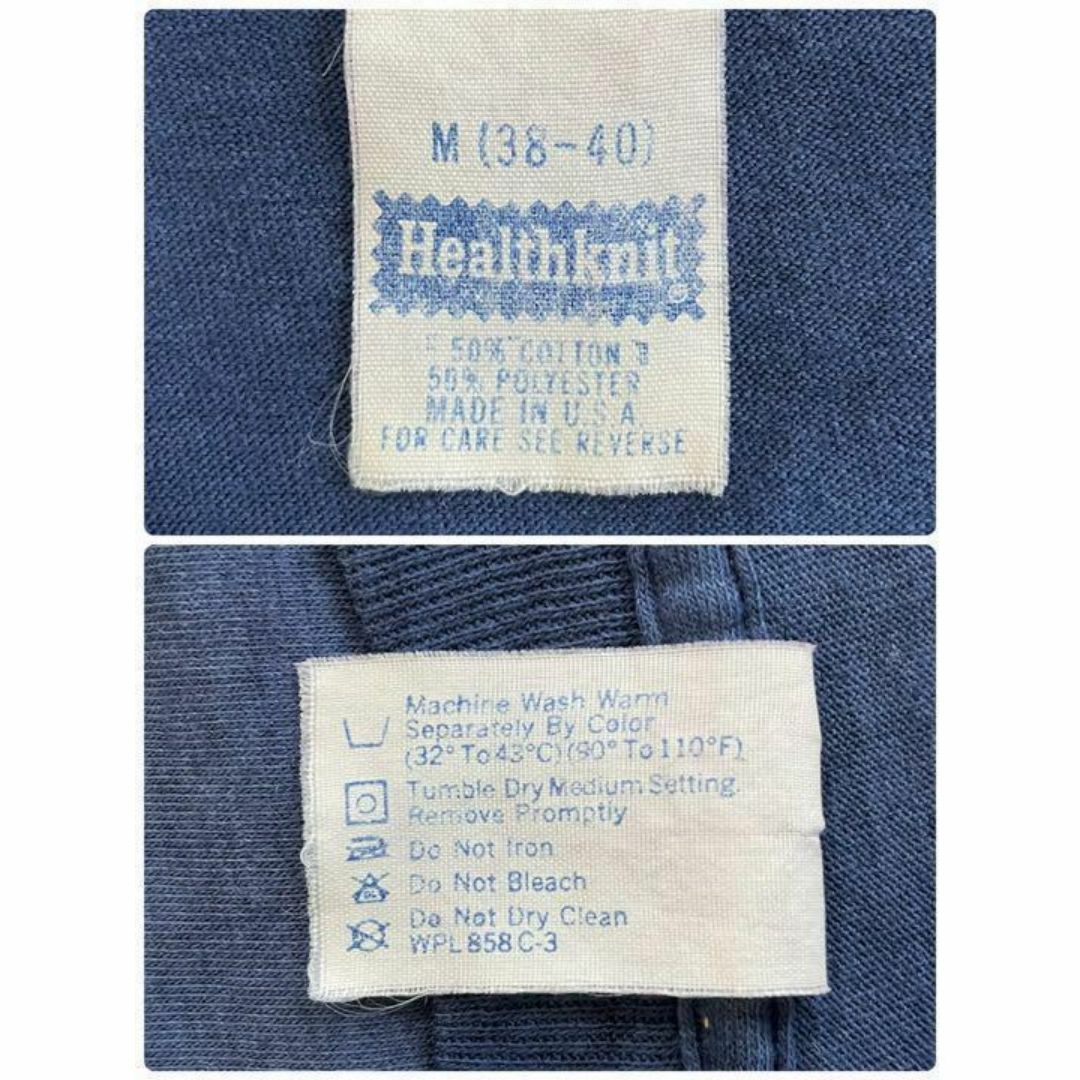 M (38-40)
Healthknit
50% COTTON
50% POLYESTER
MADE IN U.S.A
FOR CARE SEE REVERSE
Machine Wash Warm
Separately By Color
(32° To 43°C) (90° To 110°F)
Tumble Dry Medium Setting.
Remove Promptly
Do Not Iron
Do Not Bleach
Do Not Dry Clean
WPL 858 C-3